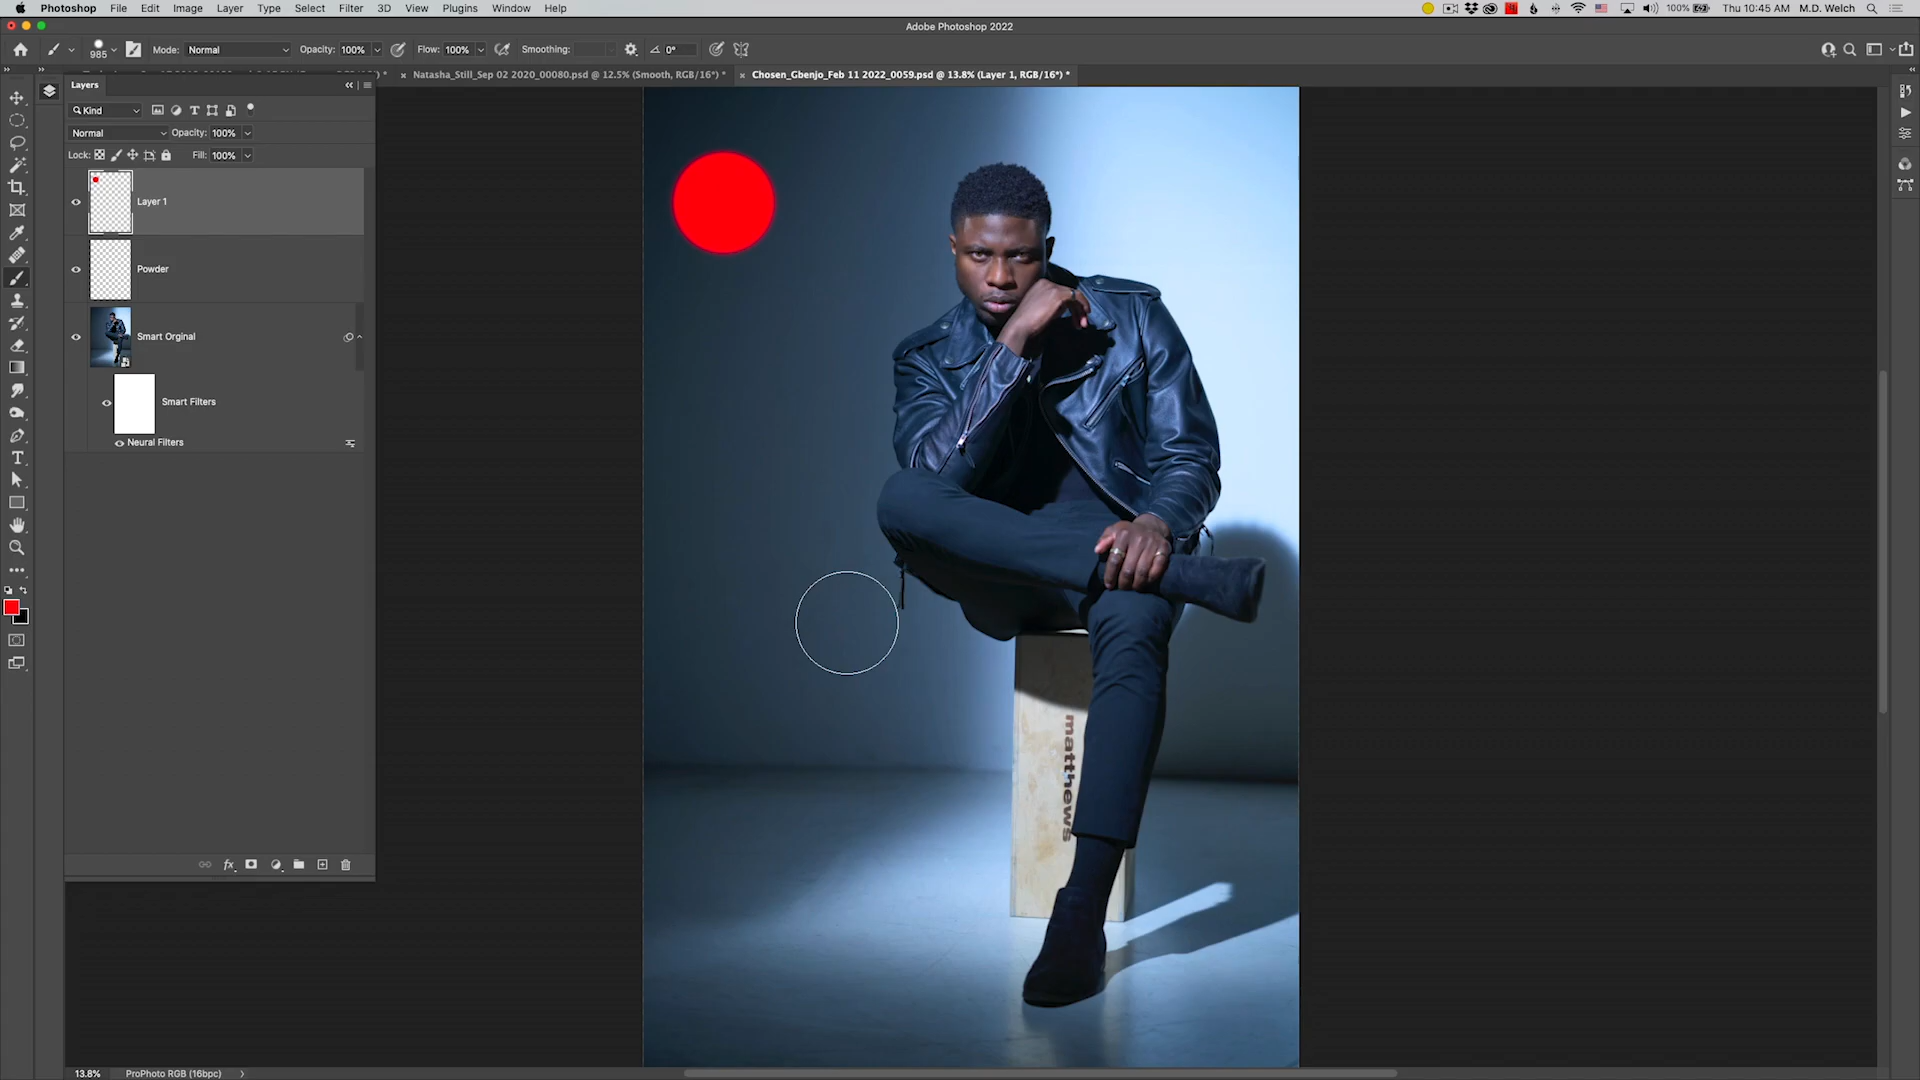 Photoshop File Edit Image Layer Type Select Filter 3D View Plugins Window Help
100% Thu 10:45 AM M.D. Welch
Adobe Photoshop 2022
985 Mode: Normal Opacity: 100% Flow: 100% Smoothing: 0°
Natasha_Still_Sep 02 2020_00080.psd @ 12.5% (Smooth, RGB/16*) *
Chosen_Gbenjo_Feb 11 2022_0059.psd @ 13.8% (Layer 1, RGB/16*) *
Layers
Kind
Normal Opacity: 100%
Lock: Fill: 100%
Layer 1
Powder
Smart Orginal
Smart Filters
Neural Filters
fx
matthews
13.8% ProPhoto RGB (16bpc)